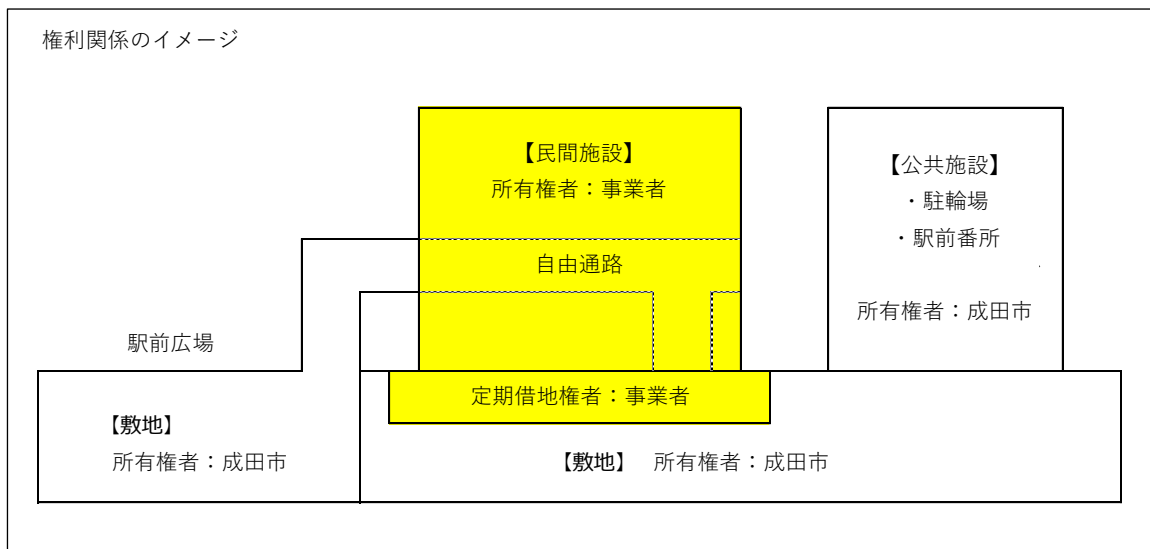 権利関係のイメージ
【民間施設】
所有権者：事業者
自由通路
【公共施設】
・駐輪場
・駅前番所
所有権者：成田市
駅前広場
定期借地権者：事業者
【敷地】
所有権者：成田市
【敷地】 所有権者：成田市